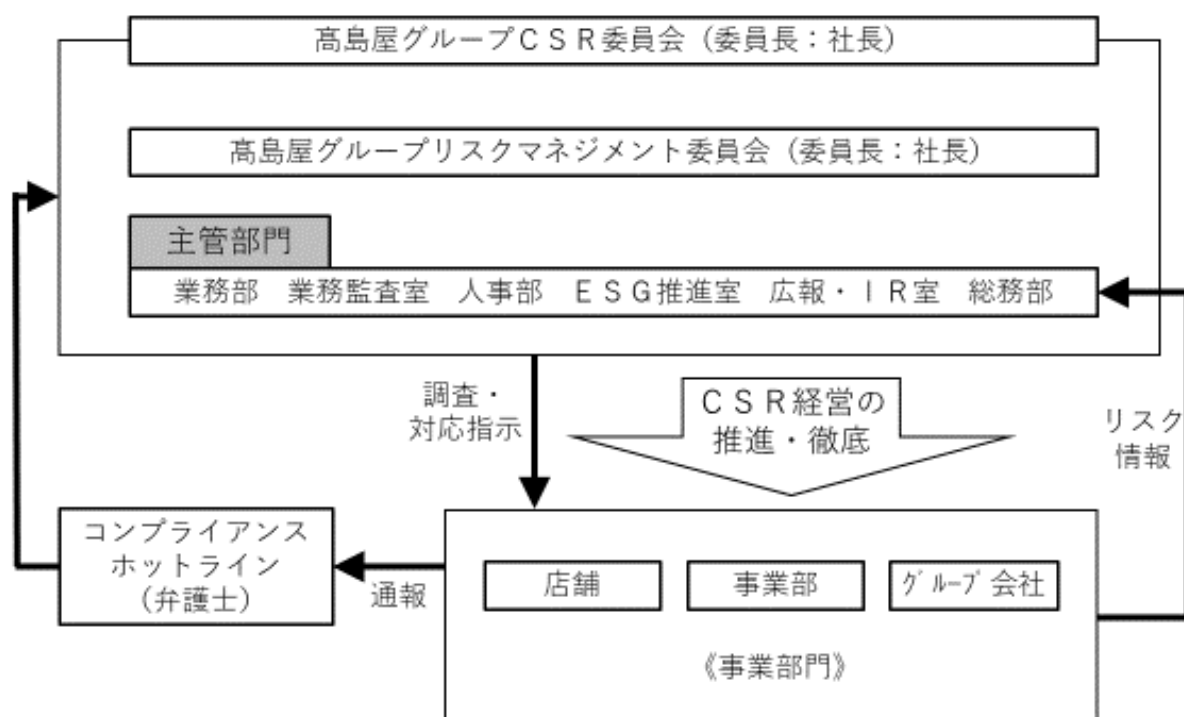 髙島屋グループCSR委員会（委員長：社長）
髙島屋グループリスクマネジメント委員会（委員長：社長）
主管部門
業務部　業務監査室　人事部　ESG推進室　広報・IR室　総務部
調査・
対応指示
CSR経営の
推進・徹底
リスク
情報
コンプライアンス
ホットライン
（弁護士）
通報
店舗
事業部
ｸﾞﾙｰﾌﾟ会社
《事業部門》